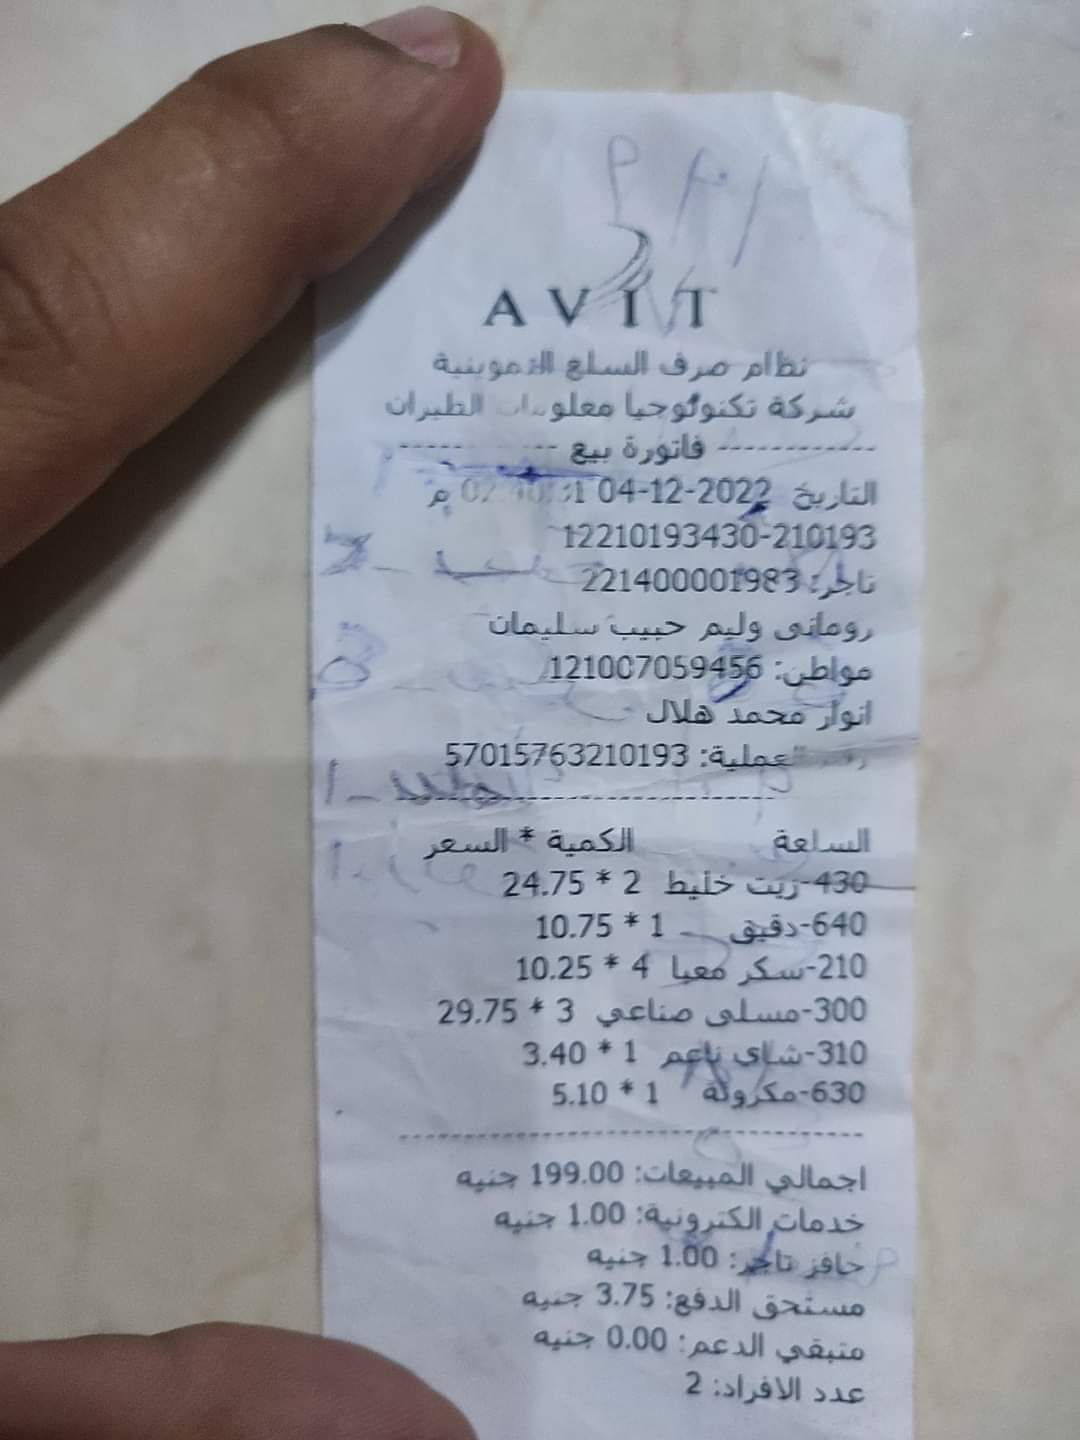 AVIT
نظام صرف السلع التموينية
شركة تكنولوجيا معلومات الطيران
فاتورة بيع
التاريخ 04-12-2022 م
12210193430-210193
تاجر: 221400001983
رومانى وليم حبيب سليمان
مواطن: 121007059456
انوار محمد هلال
العملية: 57015763210193
السلعة الكمية * السعر
430-زيت خليط 2 * 24.75
640-دقيق 1 * 10.75
210-سكر معبا 4 * 10.25
300-مسلى صناعي 3 * 29.75
310-شاى ناعم 1 * 3.40
630-مكرونة 1 * 5.10
اجمالي المبيعات: 199.00 جنيه
خدمات الكترونية: 1.00 جنيه
حافز تاجر: 1.00 جنيه
مستحق الدفع: 3.75 جنيه
متبقي الدعم: 0.00 جنيه
عدد الافراد: 2